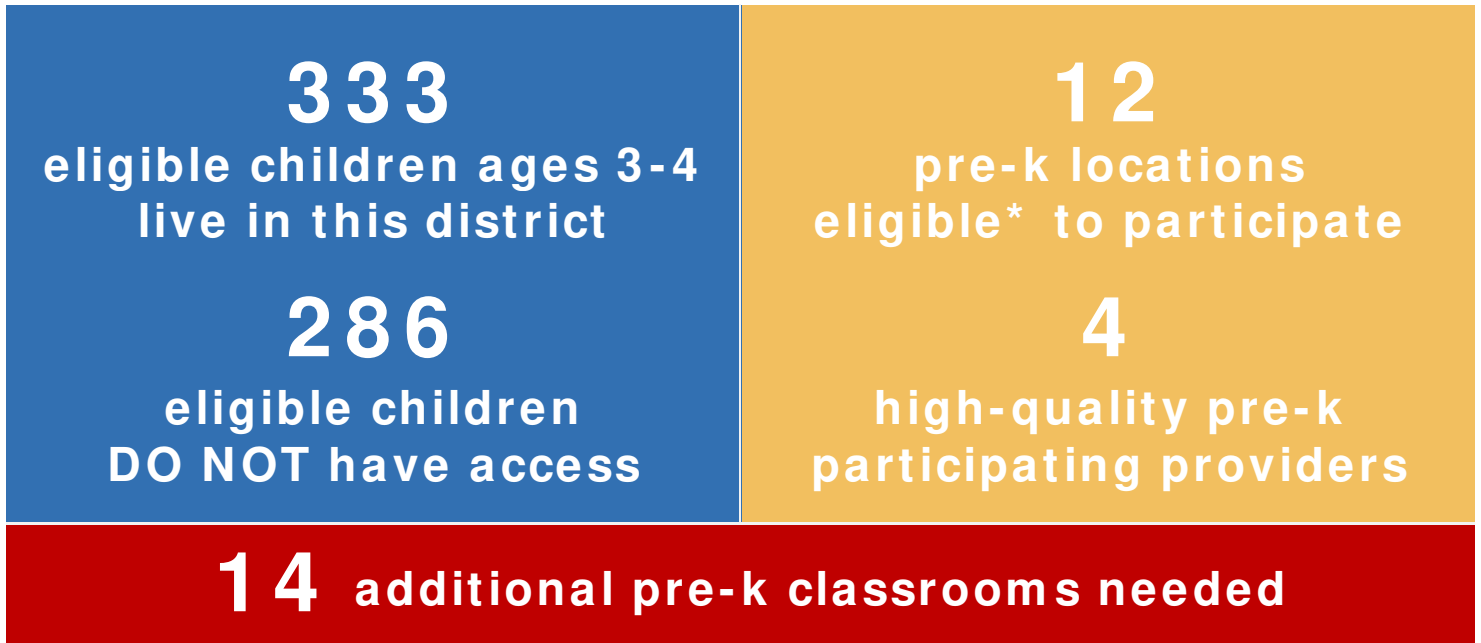 333
eligible children ages 3-4
live in this district
286
eligible children
DO NOT have access
12
pre-k locations
eligible* to participate
4
high-quality pre-k
participating providers
14 additional pre-k classrooms needed